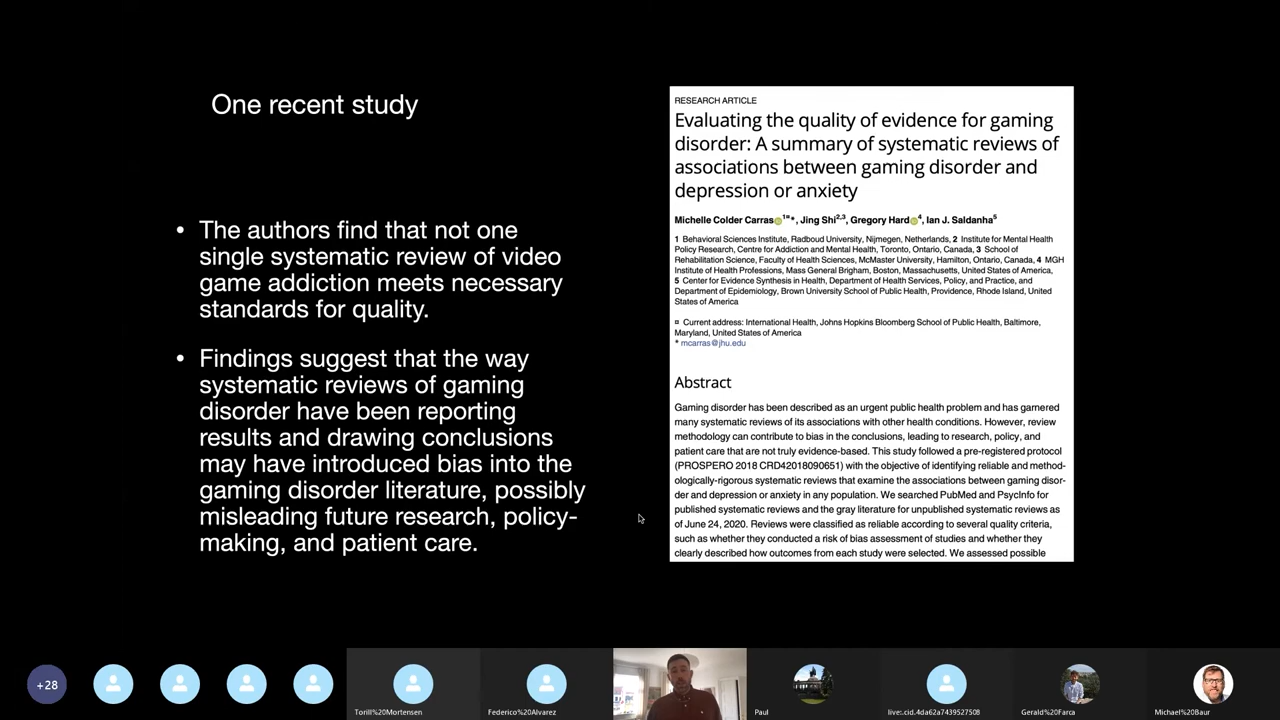 One recent study
• The authors find that not one
single systematic review of video
game addiction meets necessary
standards for quality.
• Findings suggest that the way
systematic reviews of gaming
disorder have been reporting
results and drawing conclusions
may have introduced bias into the
gaming disorder literature, possibly
misleading future research, policy-
making, and patient care.
RESEARCH ARTICLE
Evaluating the quality of evidence for gaming
disorder: A summary of systematic reviews of
associations between gaming disorder and
depression or anxiety
Michelle Colder Carras 1¤*, Jing Shi2,3, Gregory Hard 4, Ian J. Saldanha5
1 Behavioral Sciences Institute, Radboud University, Nijmegen, Netherlands, 2 Institute for Mental Health
Policy Research, Centre for Addiction and Mental Health, Toronto, Ontario, Canada, 3 School of
Rehabilitation Science, Faculty of Health Sciences, McMaster University, Hamilton, Ontario, Canada, 4 MGH
Institute of Health Professions, Mass General Brigham, Boston, Massachusetts, United States of America,
5 Center for Evidence Synthesis in Health, Department of Health Services, Policy, and Practice, and
Department of Epidemiology, Brown University School of Public Health, Providence, Rhode Island, United
States of America
¤ Current address: International Health, Johns Hopkins Bloomberg School of Public Health, Baltimore,
Maryland, United States of America
* mcarras@jhu.edu
Abstract
Gaming disorder has been described as an urgent public health problem and has garnered
many systematic reviews of its associations with other health conditions. However, review
methodology can contribute to bias in the conclusions, leading to research, policy, and
patient care that are not truly evidence-based. This study followed a pre-registered protocol
(PROSPERO 2018 CRD42018090651) with the objective of identifying reliable and method-
ologically-rigorous systematic reviews that examine the associations between gaming disor-
der and depression or anxiety in any population. We searched PubMed and PsycInfo for
published systematic reviews and the gray literature for unpublished systematic reviews as
of June 24, 2020. Reviews were classified as reliable according to several quality criteria,
such as whether they conducted a risk of bias assessment of studies and whether they
clearly described how outcomes from each study were selected. We assessed possible
+28
Torill%20Mortensen
Federico%20Alvarez
Paul
live:.cid.4da62a7439527508
Gerald%20Farca
Michael%20Baur